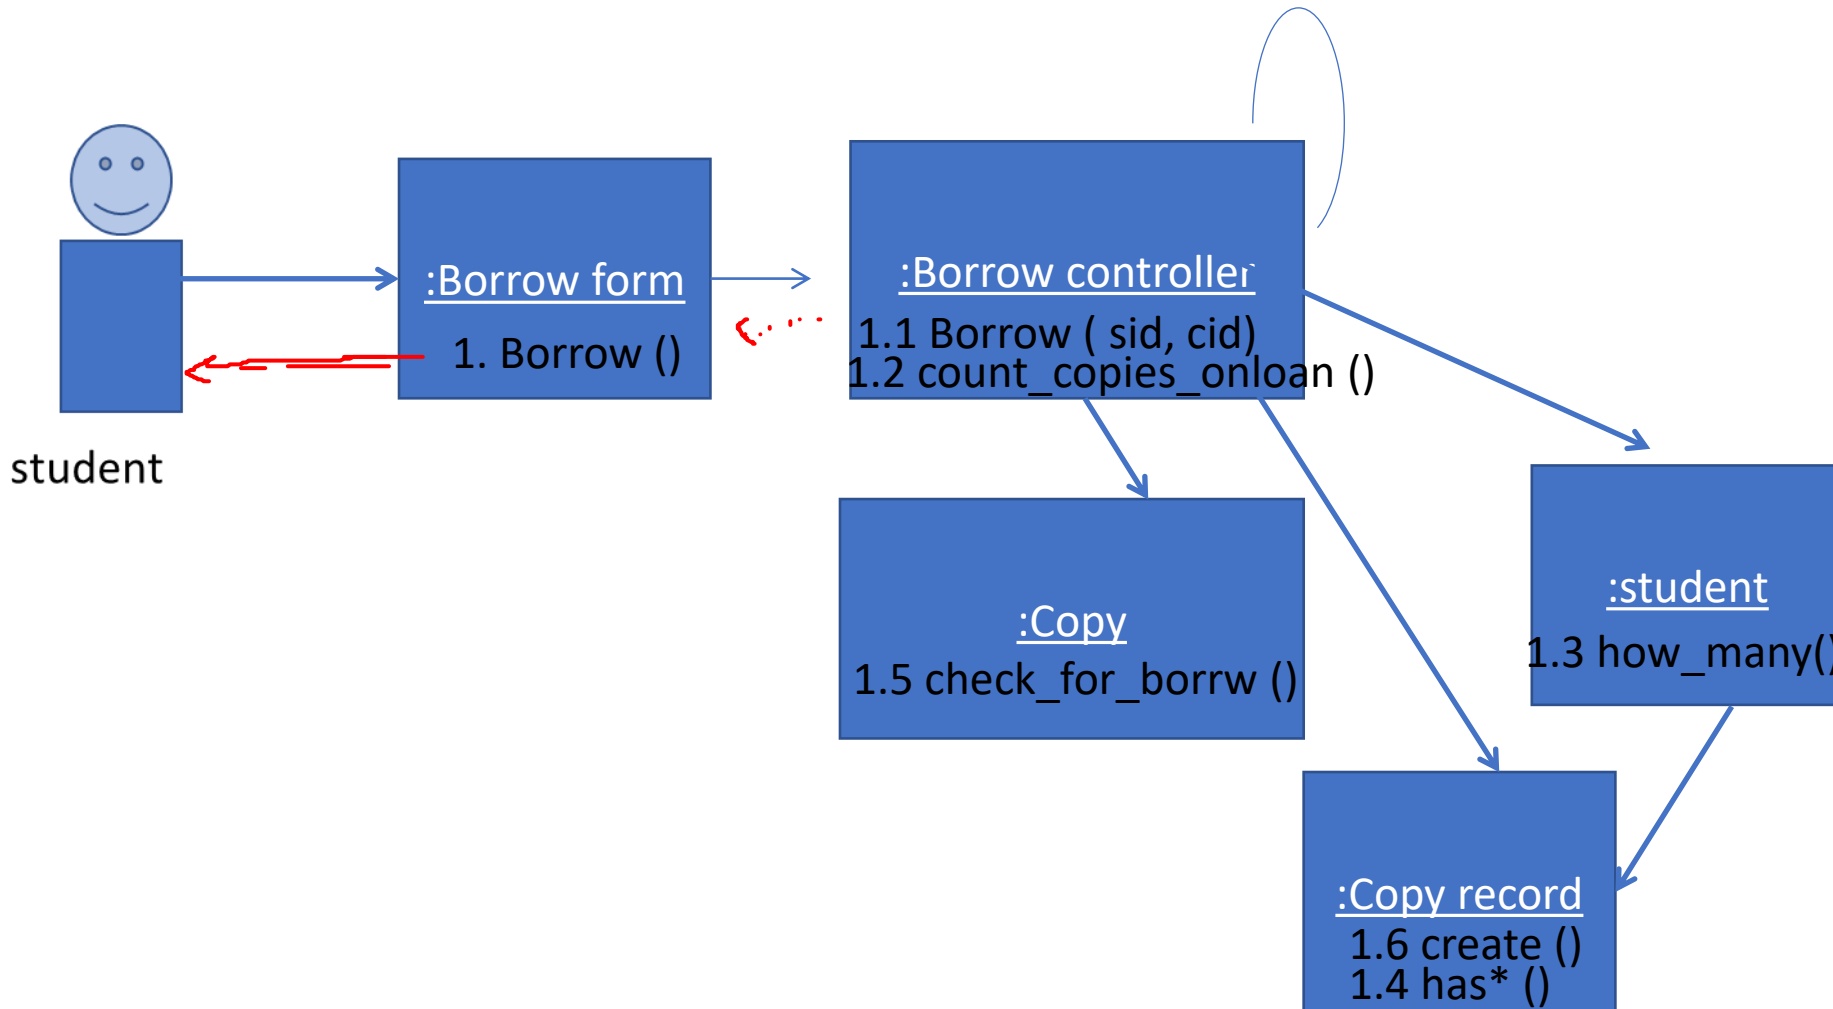 :Borrow form
1. Borrow ()
:Borrow controller
1.1 Borrow ( sid, cid)
1.2 count_copies_onloan ()
student
:Copy
1.5 check_for_borrw ()
:student
1.3 how_many()
:Copy record
1.6 create ()
1.4 has* ()